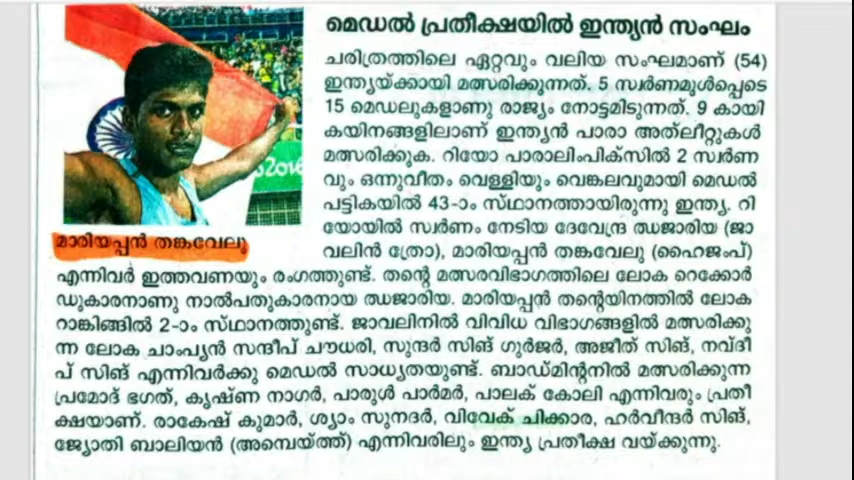 മെഡൽ പ്രതീക്ഷയിൽ ഇന്ത്യൻ സംഘം
ചരിത്രത്തിലെ ഏറ്റവും വലിയ സംഘമാണ് (54)
ഇന്ത്യയ്ക്കായി മത്സരിക്കുന്നത്. 5 സ്വർണമുൾപ്പെടെ
15 മെഡലുകളാണു രാജ്യം നോട്ടമിടുന്നത്. 9 കായി
കയിനങ്ങളിലാണ് ഇന്ത്യൻ പാരാ അത്‌ലീറ്റുകൾ
മത്സരിക്കുക. റിയോ പാരാലിംപിക്സിൽ 2 സ്വർണ
വും ഒന്നുവീതം വെള്ളിയും വെങ്കലവുമായി മെഡൽ
പട്ടികയിൽ 43-ാം സ്ഥാനത്തായിരുന്നു ഇന്ത്യ. റി
യോയിൽ സ്വർണം നേടിയ ദേവേന്ദ്ര ഝജാരിയ (ജാ
വലിൻ ത്രോ), മാരിയപ്പൻ തങ്കവേലു (ഹൈജംപ്)
എന്നിവർ ഇത്തവണയും രംഗത്തുണ്ട്. തന്റെ മത്സരവിഭാഗത്തിലെ ലോക റെക്കോർ
ഡുകാരനാണു നാൽപതുകാരനായ ഝജാരിയ. മാരിയപ്പൻ തന്റെയിനത്തിൽ ലോക
റാങ്കിങ്ങിൽ 2-ാം സ്ഥാനത്തുണ്ട്. ജാവലിനിൽ വിവിധ വിഭാഗങ്ങളിൽ മത്സരിക്കു
ന്ന ലോക ചാംപ്യൻ സന്ദീപ് ചൗധരി, സുന്ദർ സിങ് ഗുർജർ, അജീത് സിങ്, നവ്ദീ
പ് സിങ് എന്നിവർക്കു മെഡൽ സാധ്യതയുണ്ട്. ബാഡ്മിന്റനിൽ മത്സരിക്കുന്ന
പ്രമോദ് ഭഗത്, കൃഷ്ണ നാഗർ, പാരുൾ പാർമർ, പാലക് കോലി എന്നിവരും പ്രതീ
ക്ഷയാണ്. രാകേഷ് കുമാർ, ശ്യാം സുന്ദർ, വിവേക് ചിക്കാര, ഹർവീന്ദർ സിങ്,
ജ്യോതി ബാലിയൻ (അമ്പെയ്ത്ത്) എന്നിവരിലും ഇന്ത്യ പ്രതീക്ഷ വയ്ക്കുന്നു.
മാരിയപ്പൻ തങ്കവേലു
2016